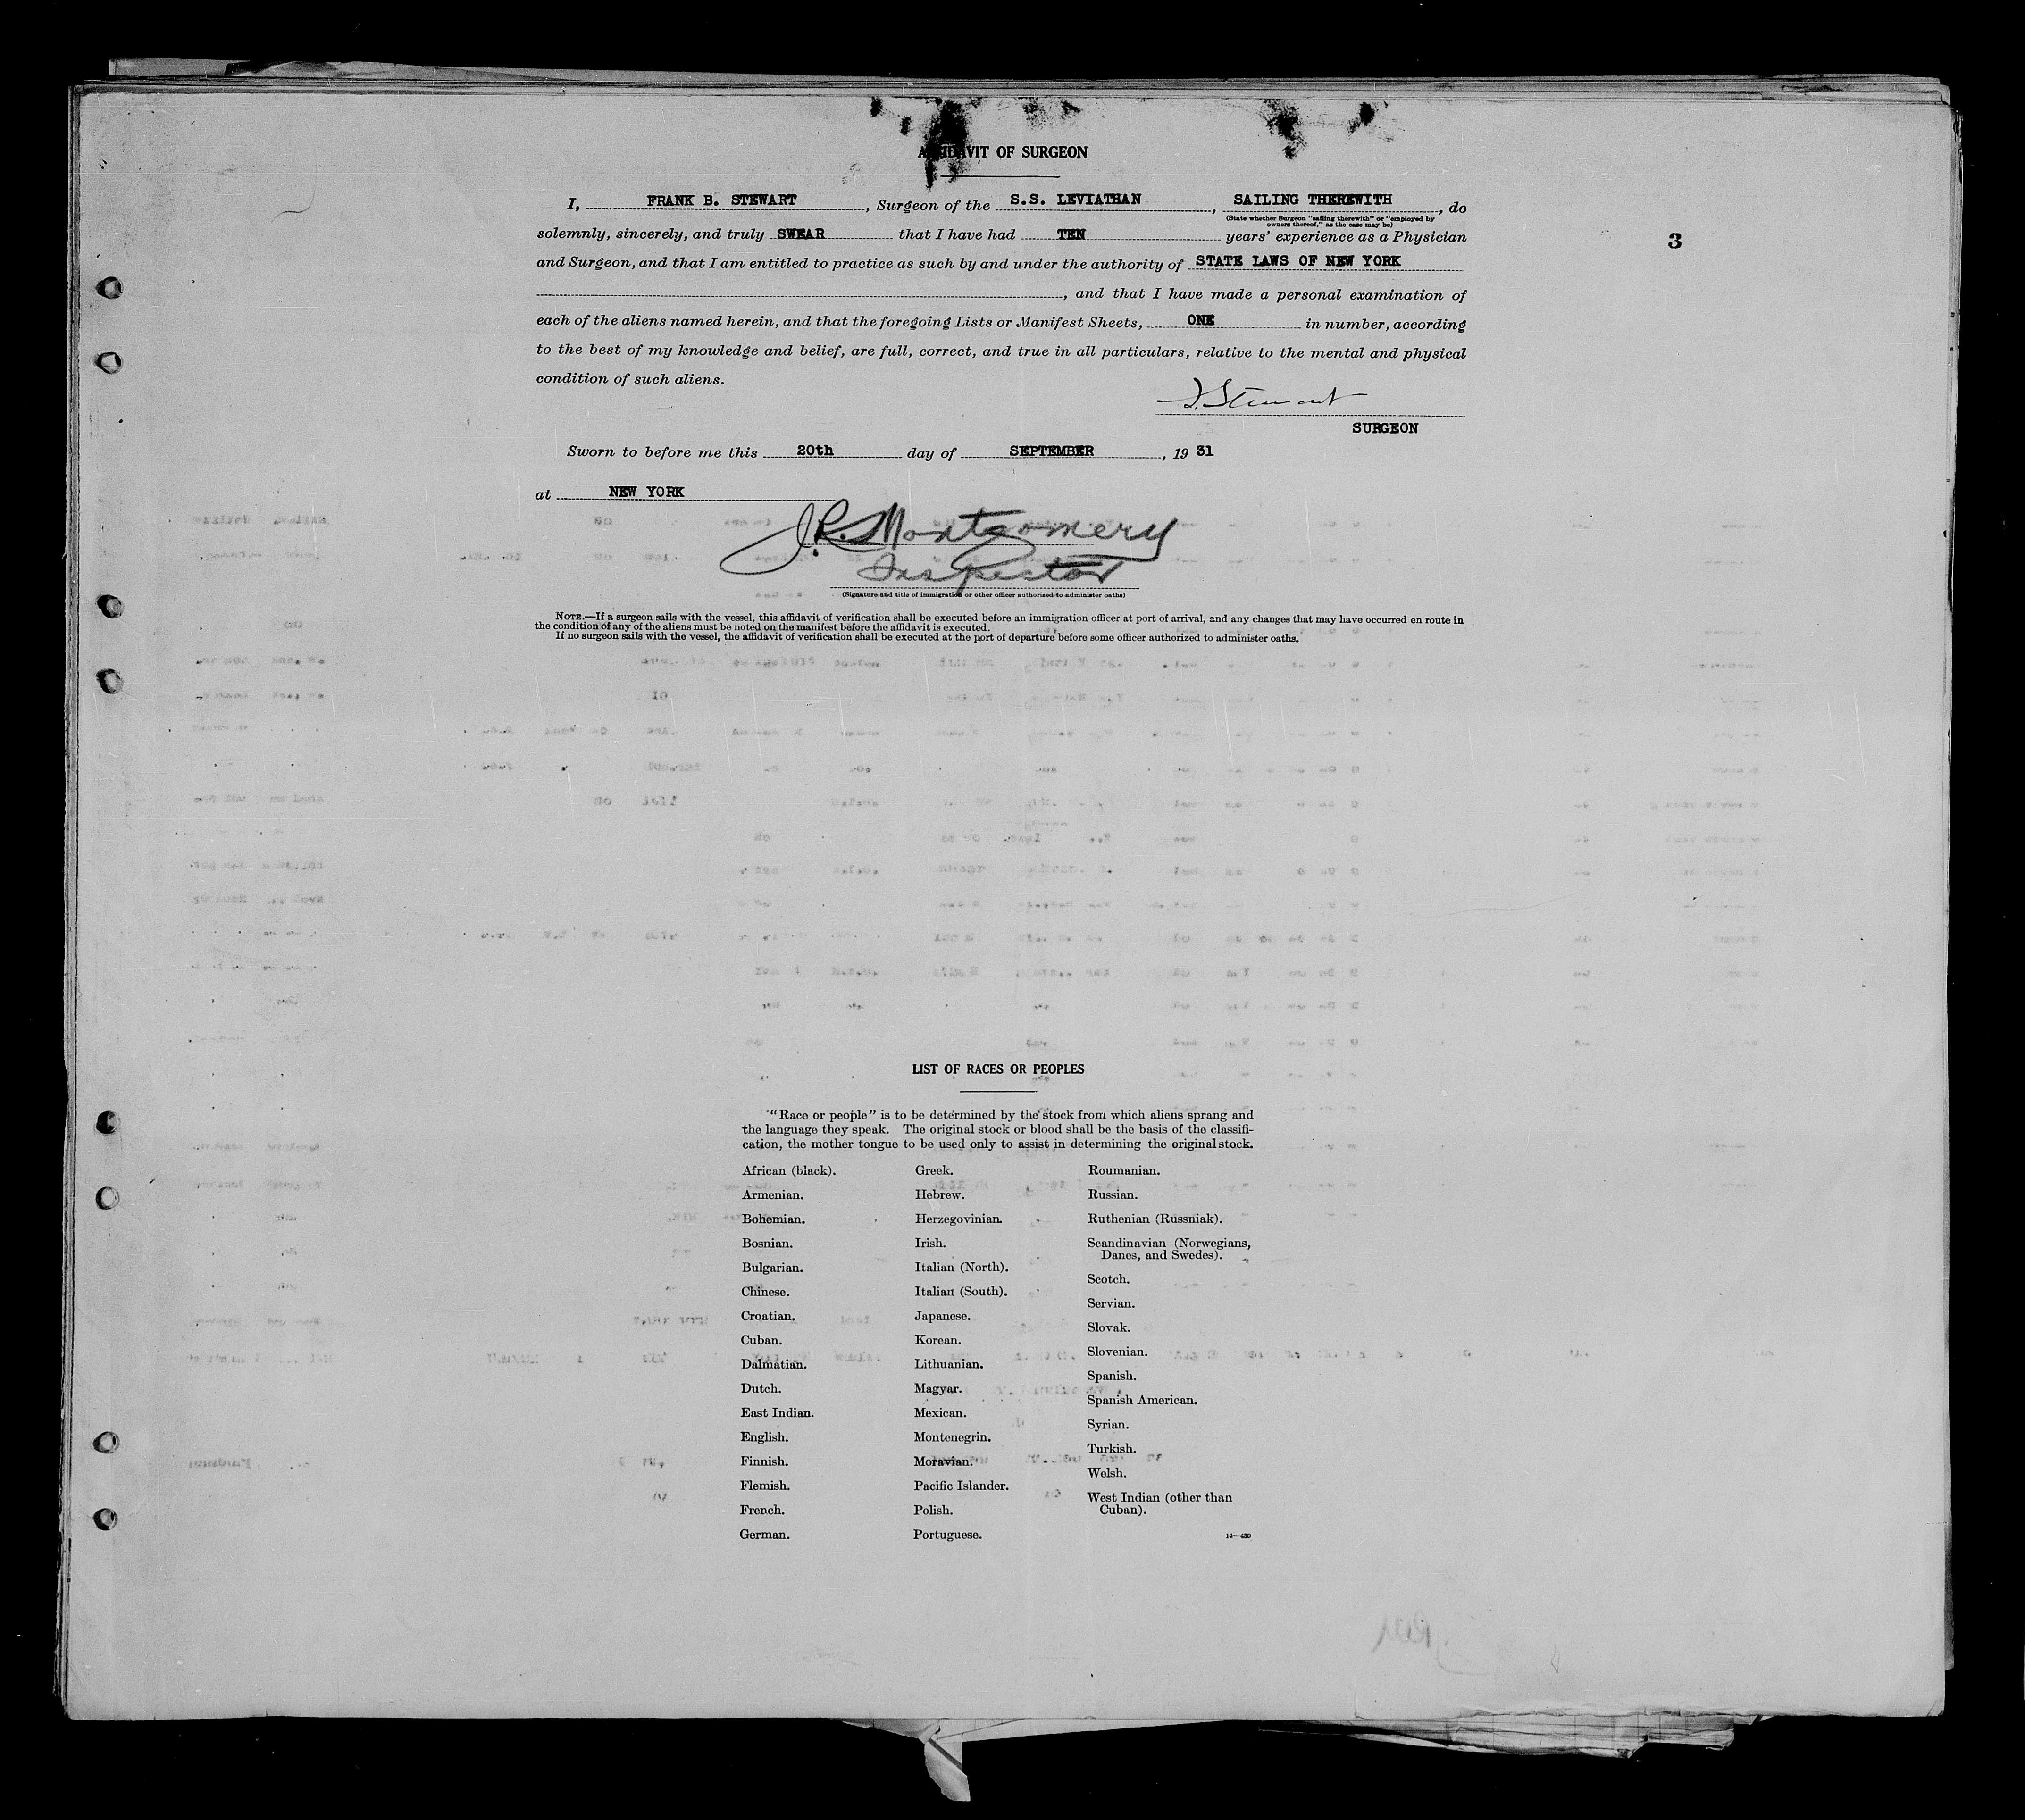 AFFIDAVIT OF SURGEON
3
I, FRANK B. STEWART, Surgeon of the S.S. LEVIATHAN, SAILING THEREWITH, do
(State whether Surgeon "sailing therewith" or "employed by
owners thereof," as the case may be)
solemnly, sincerely, and truly SWEAR that I have had TEN years' experience as a Physician
and Surgeon, and that I am entitled to practice as such by and under the authority of STATE LAWS OF NEW YORK
, and that I have made a personal examination of
each of the aliens named herein, and that the foregoing Lists or Manifest Sheets, ONE in number, according
to the best of my knowledge and belief, are full, correct, and true in all particulars, relative to the mental and physical
condition of such aliens.
F. Stewart
SURGEON
Sworn to before me this 20th day of SEPTEMBER, 19 31
at NEW YORK
J.R. Montgomery
Inspector
(Signature and title of immigration or other officer authorised to administer oaths)
NOTE.—If a surgeon sails with the vessel, this affidavit of verification shall be executed before an immigration officer at port of arrival, and any changes that may have occurred en route in
the condition of any of the aliens must be noted on the manifest before the affidavit is executed.
If no surgeon sails with the vessel, the affidavit of verification shall be executed at the port of departure before some officer authorized to administer oaths.
LIST OF RACES OR PEOPLES
"Race or people" is to be determined by the stock from which aliens sprang and
the language they speak. The original stock or blood shall be the basis of the classifi-
cation, the mother tongue to be used only to assist in determining the original stock.
African (black).
Armenian.
Bohemian.
Bosnian.
Bulgarian.
Chinese.
Croatian.
Cuban.
Dalmatian.
Dutch.
East Indian.
English.
Finnish.
Flemish.
French.
German.
Greek.
Hebrew.
Herzegovinian.
Irish.
Italian (North).
Italian (South).
Japanese.
Korean.
Lithuanian.
Magyar.
Mexican.
Montenegrin.
Moravian.
Pacific Islander.
Polish.
Portuguese.
Roumanian.
Russian.
Ruthenian (Russniak).
Scandinavian (Norwegians,
Danes, and Swedes).
Scotch.
Servian.
Slovak.
Slovenian.
Spanish.
Spanish American.
Syrian.
Turkish.
Welsh.
West Indian (other than
Cuban).
14—430